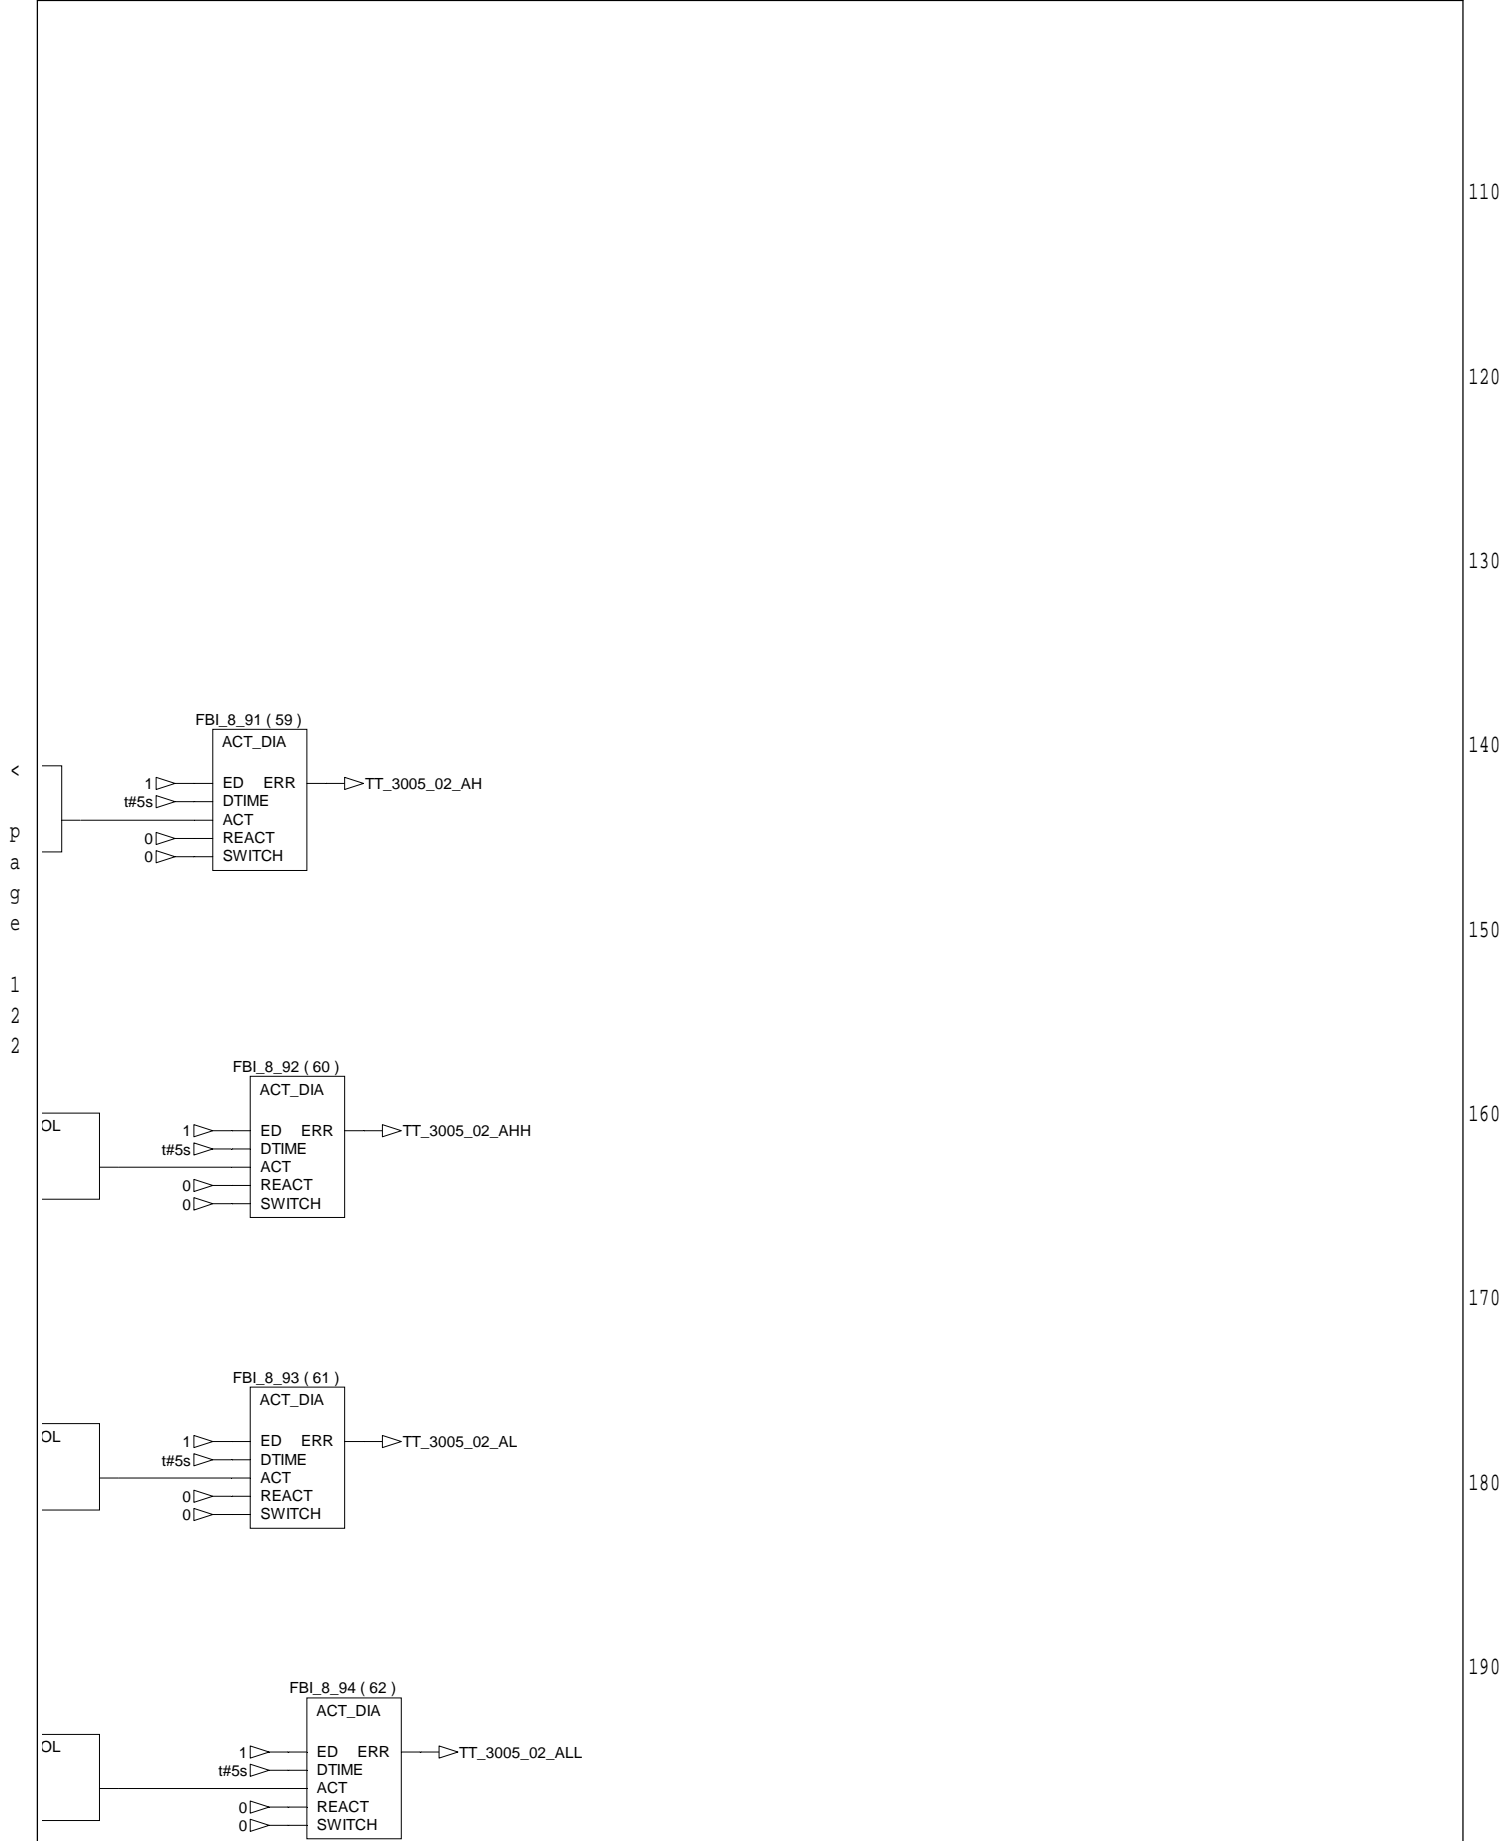 110
120
130
140
150
160
170
180
190
< page 122
FBI_8_91 ( 59 )
ACT_DIA
1 ED ERR TT_3005_02_AH
t#5s DTIME
ACT
0 REACT
0 SWITCH
FBI_8_92 ( 60 )
ACT_DIA
OL
1 ED ERR TT_3005_02_AHH
t#5s DTIME
ACT
0 REACT
0 SWITCH
FBI_8_93 ( 61 )
ACT_DIA
OL
1 ED ERR TT_3005_02_AL
t#5s DTIME
ACT
0 REACT
0 SWITCH
FBI_8_94 ( 62 )
ACT_DIA
OL
1 ED ERR TT_3005_02_ALL
t#5s DTIME
ACT
0 REACT
0 SWITCH